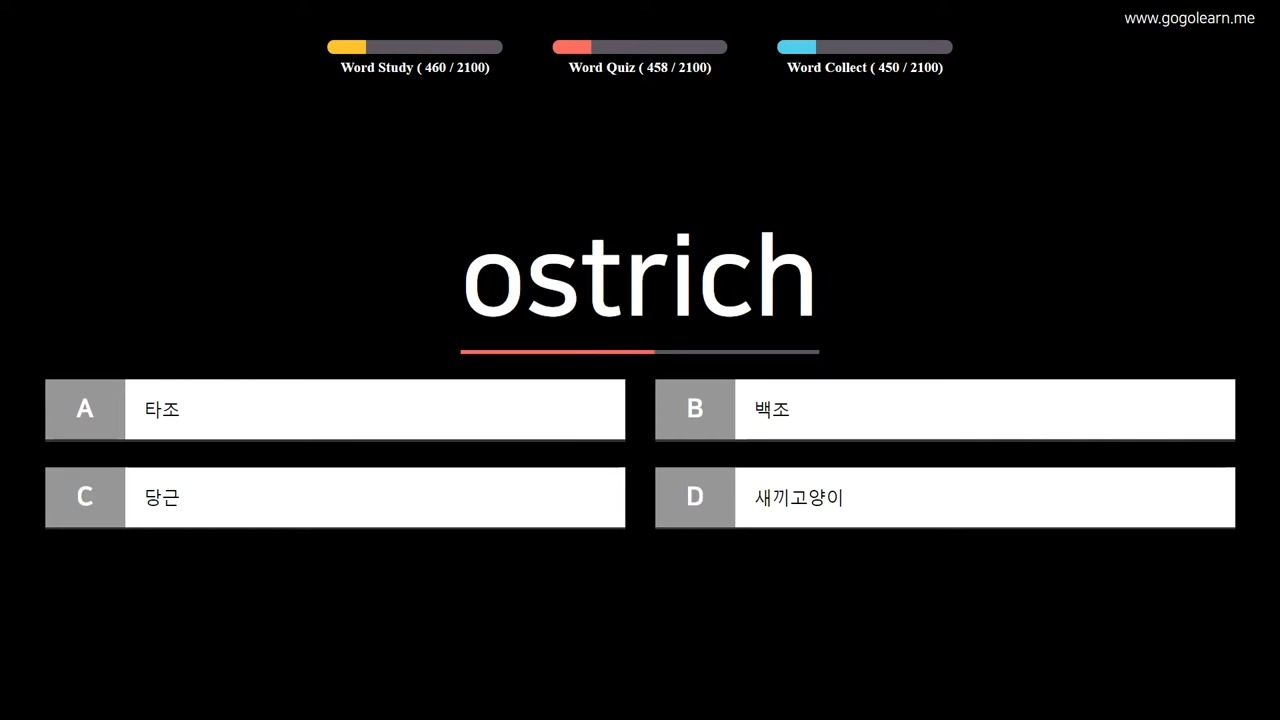 www.gogolearn.me
Word Study ( 460 / 2100)
Word Quiz ( 458 / 2100)
Word Collect ( 450 / 2100)
ostrich
A 타조
B 백조
C 당근
D 새끼고양이